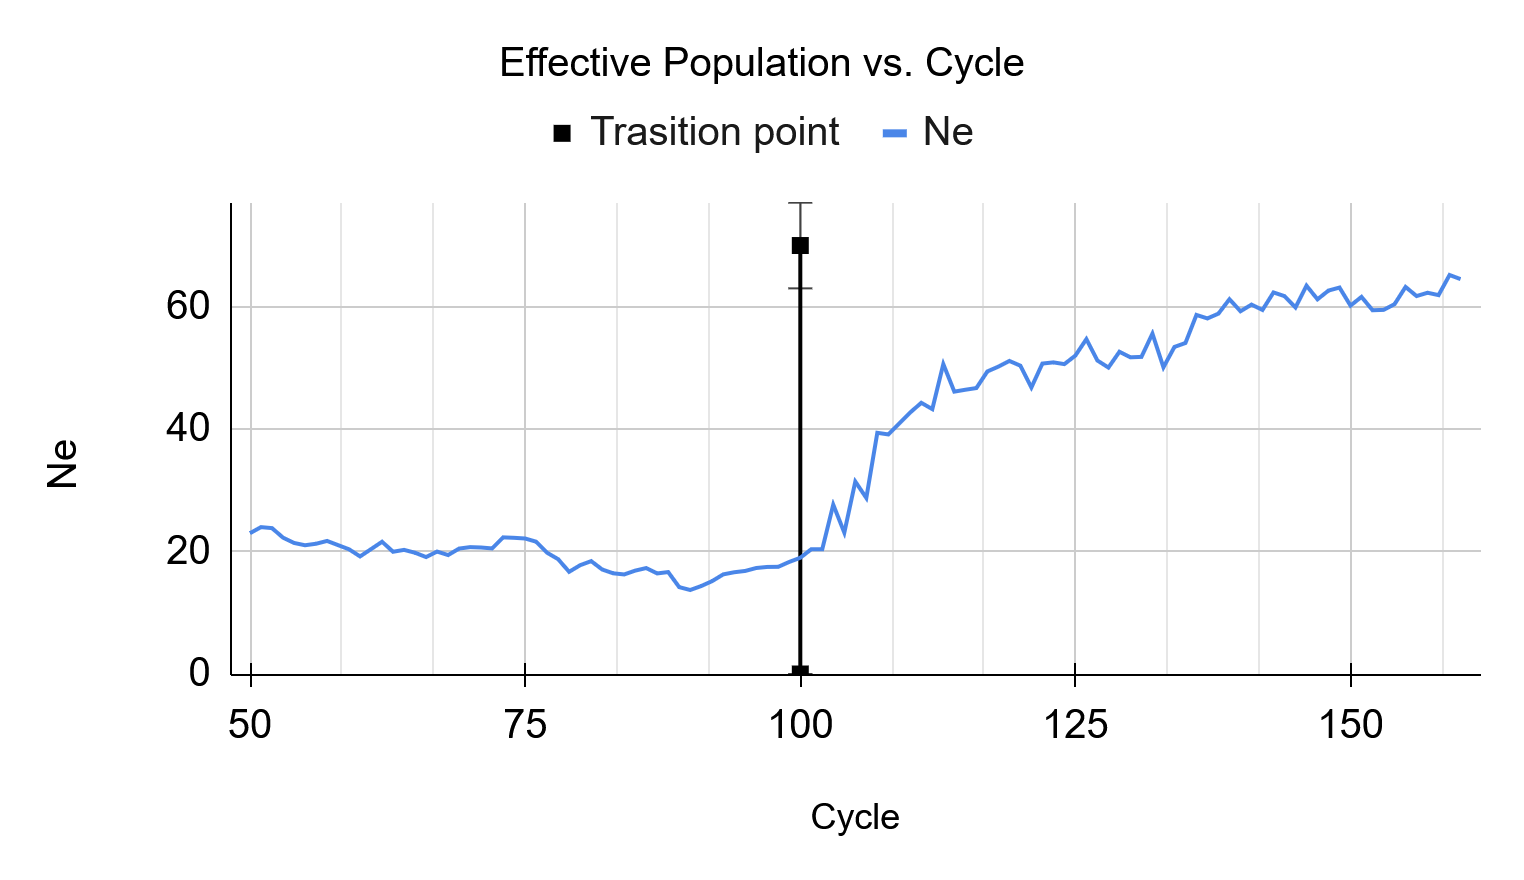 Effective Population vs. Cycle
Trasition point Ne
60
40
20
0
Ne
50 75 100 125 150
Cycle